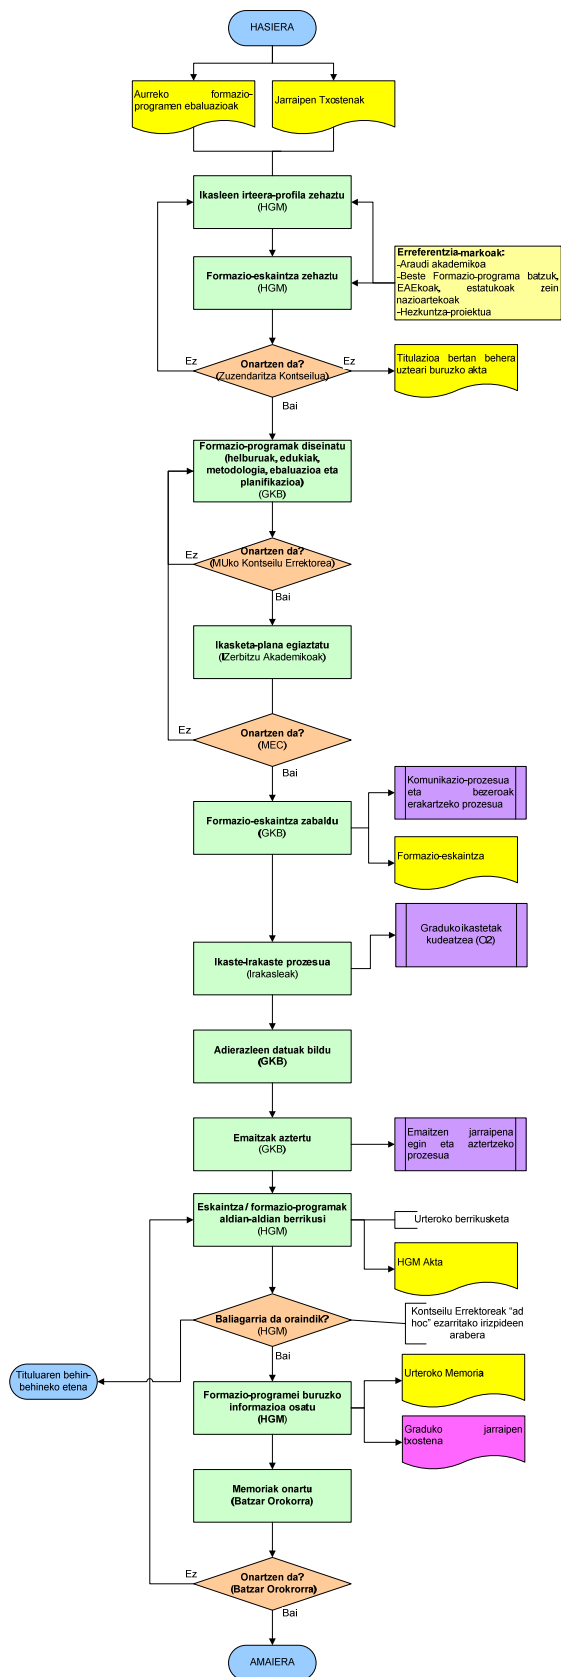 HASIERA
Aurreko formazio-
programen ebaluazioak
Jarraipen Txostenak
Ikasleen irteera-profila zehaztu
(HGM)
Formazio-eskaintza zehaztu
(HGM)
Erreferentzia-markoak:
-Araudi akademikoa
-Beste Formazio-programa batzuk,
EAEkoak, estatukoak zein
nazioartekoak
-Hezkuntza-proiektua
Ez
Onartzen da?
(Zuzendaritza Kontseilua)
Ez
Titulazioa bertan behera
uzteari buruzko akta
Bai
Formazio-programak diseinatu
(helburuak, edukiak,
metodologia, ebaluazioa eta
planifikazioa)
(GKB)
Ez
Onartzen da?
(MUko Kontseilu Errektorea)
Bai
Ikasketa-plana egiaztatu
(IZerbitzu Akademikoak)
Ez
Onartzen da?
(MEC)
Bai
Formazio-eskaintza zabaldu
(GKB)
Komunikazio-prozesua
eta bezeroak
erakartzeko prozesua
Formazio-eskaintza
Ikaste-Irakaste prozesua
(Irakasleak)
Graduko ikastetak
kudeatzea (O2)
Adierazleen datuak bildu
(GKB)
Emaitzak aztertu
(GKB)
Emaitzen jarraipena
egin eta aztertzeko
prozesua
Eskaintza / formazio-programak
aldian-aldian berrikusi
(HGM)
Urteroko berrikusketa
HGM Akta
Baliagarria da oraindik?
(HGM)
Kontseilu Errektoreak "ad
hoc" ezarritako irizpideen
arabera
Bai
Tituluaren behin-
behineko etena
Formazio-programei buruzko
informazioa osatu
(HGM)
Urteroko Memoria
Graduko jarraipen
txostena
Memoriak onartu
(Batzar Orokorra)
Ez
Onartzen da?
(Batzar Orokrorra)
Bai
AMAIERA